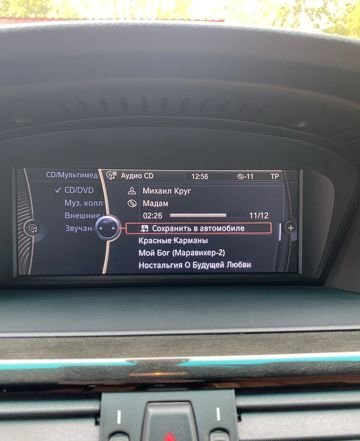 CD/Мультимед
Аудио CD 12:56 11 TP
CD/DVD
Муз. колл
Внешние
Звучан
Михаил Круг
Мадам
02:26 11/12
Сохранить в автомобиле
Красные Карманы
Мой Бог (Маравихер-2)
Ностальгия О Будущей Любви